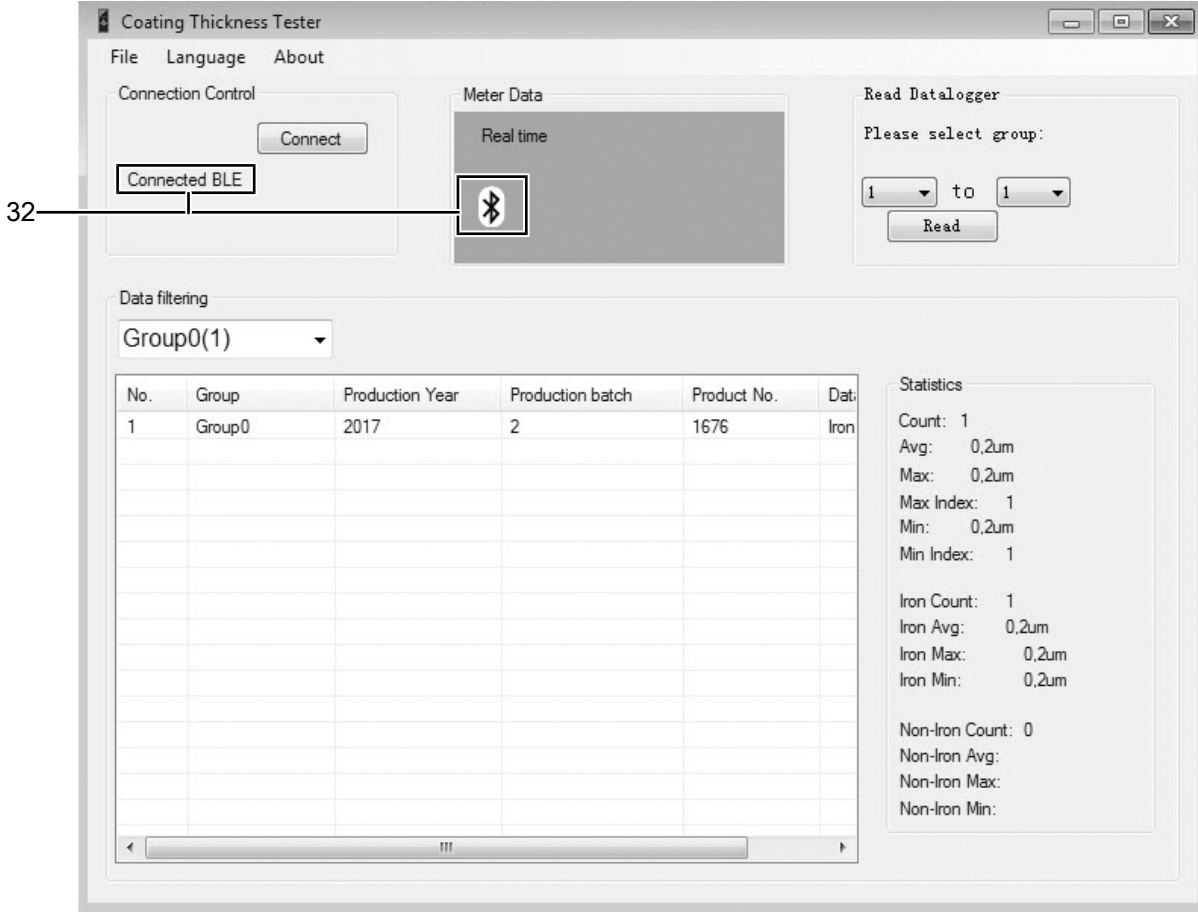 Coating Thickness Tester
File Language About
Connection Control
Connect
Connected BLE
32
Meter Data
Real time
Read Datalogger
Please select group:
1 to 1
Read
Data filtering
Group0(1)
No. Group Production Year Production batch Product No. Dat
1 Group0 2017 2 1676 Iron
Statistics
Count: 1
Avg: 0,2um
Max: 0,2um
Max Index: 1
Min: 0,2um
Min Index: 1
Iron Count: 1
Iron Avg: 0,2um
Iron Max: 0,2um
Iron Min: 0,2um
Non-Iron Count: 0
Non-Iron Avg:
Non-Iron Max:
Non-Iron Min: